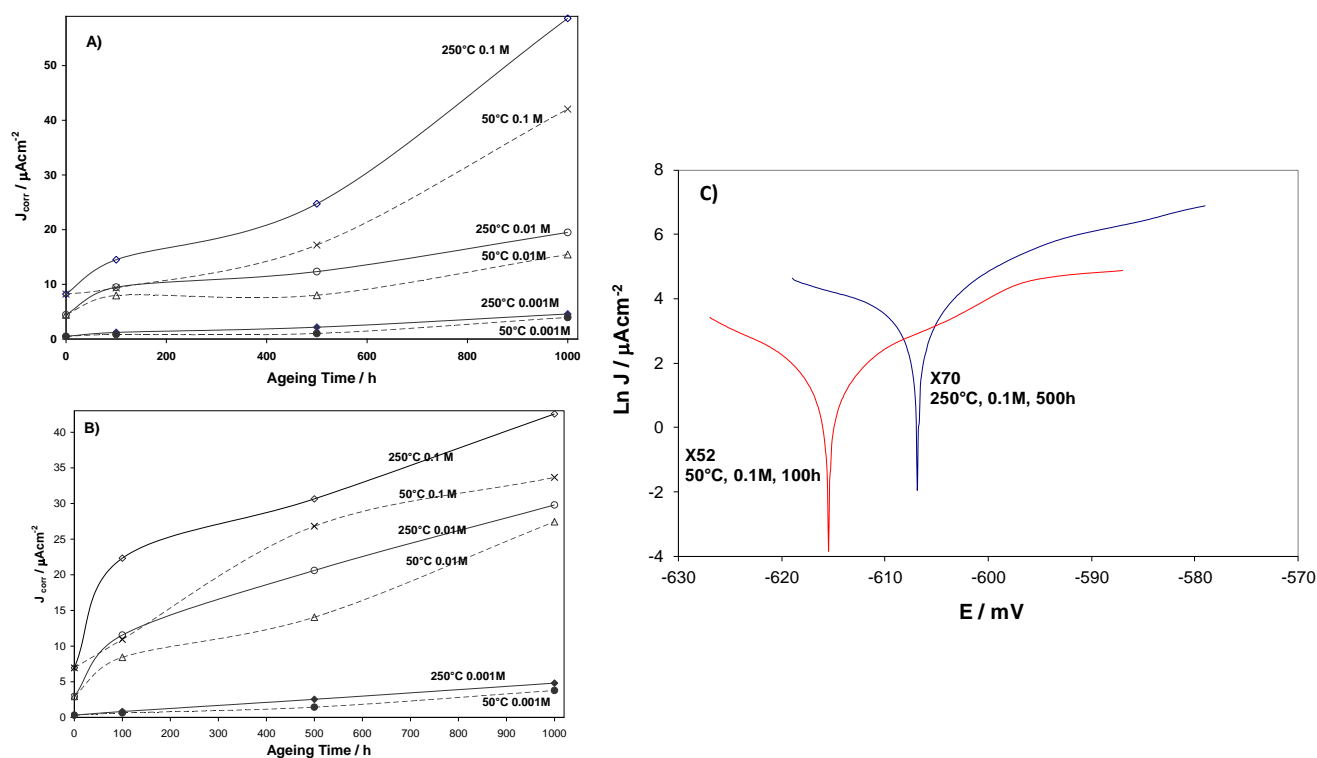 A)
50
40
30
20
10
0
J_corr / µAcm⁻²
250°C 0.1 M
50°C 0.1 M
250°C 0.01 M
50°C 0.01M
250°C 0.001M
50°C 0.001M
0 200 400 600 800 1000
Ageing Time / h
B)
40
35
30
25
20
15
10
5
0
J_corr / µAcm⁻²
250°C 0.1 M
50°C 0.1M
250°C 0.01M
50°C 0.01M
250°C 0.001M
50°C 0.001M
0 100 200 300 400 500 600 700 800 900 1000
Ageing Time / h
C)
8
6
4
2
0
-2
-4
Ln J / µAcm⁻²
X70
250°C, 0.1M, 500h
X52
50°C, 0.1M, 100h
-630 -620 -610 -600 -590 -580 -570
E / mV